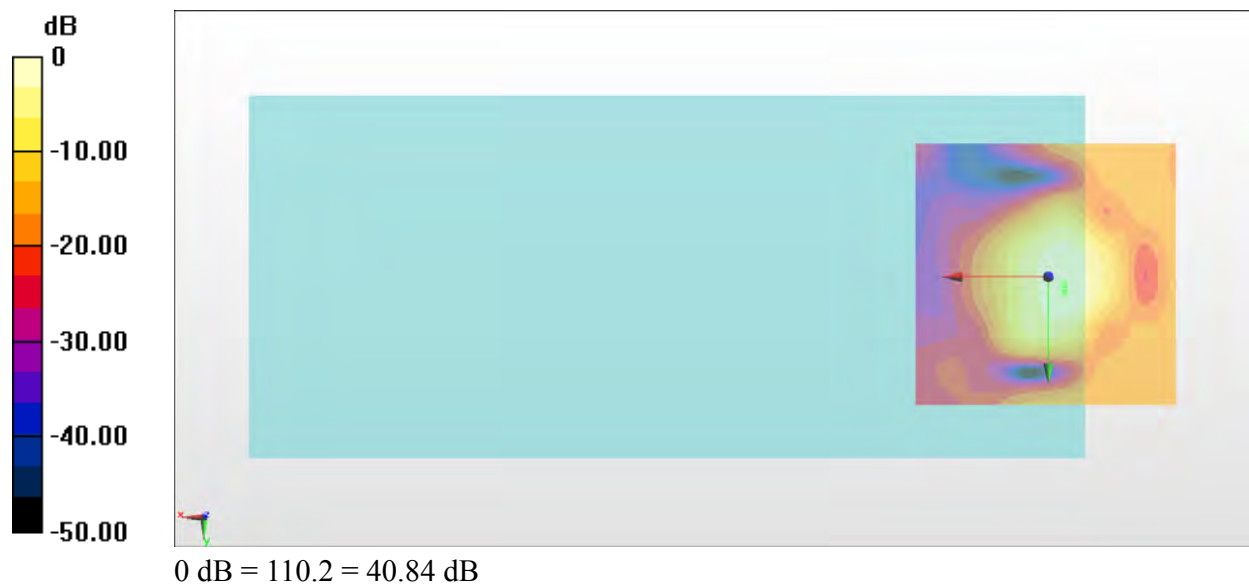 dB
0
-10.00
-20.00
-30.00
-40.00
-50.00
x
z
y
0 dB = 110.2 = 40.84 dB